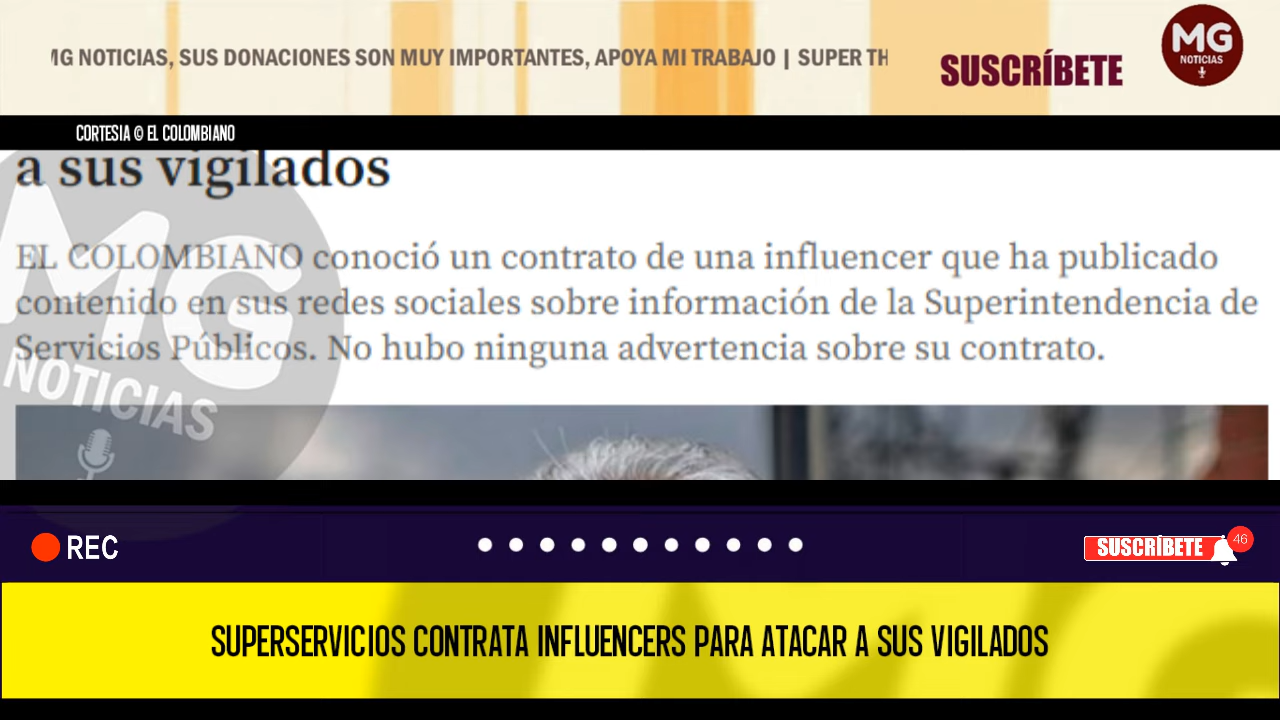 MG NOTICIAS, SUS DONACIONES SON MUY IMPORTANTES, APOYA MI TRABAJO | SUPER TH
SUSCRÍBETE
MG
NOTICIAS
CORTESIA © EL COLOMBIANO
a sus vigilados
EL COLOMBIANO conoció un contrato de una influencer que ha publicado
contenido en sus redes sociales sobre información de la Superintendencia de
Servicios Públicos. No hubo ninguna advertencia sobre su contrato.
MG
NOTICIAS
REC
SUSCRÍBETE
46
SUPERSERVICIOS CONTRATA INFLUENCERS PARA ATACAR A SUS VIGILADOS